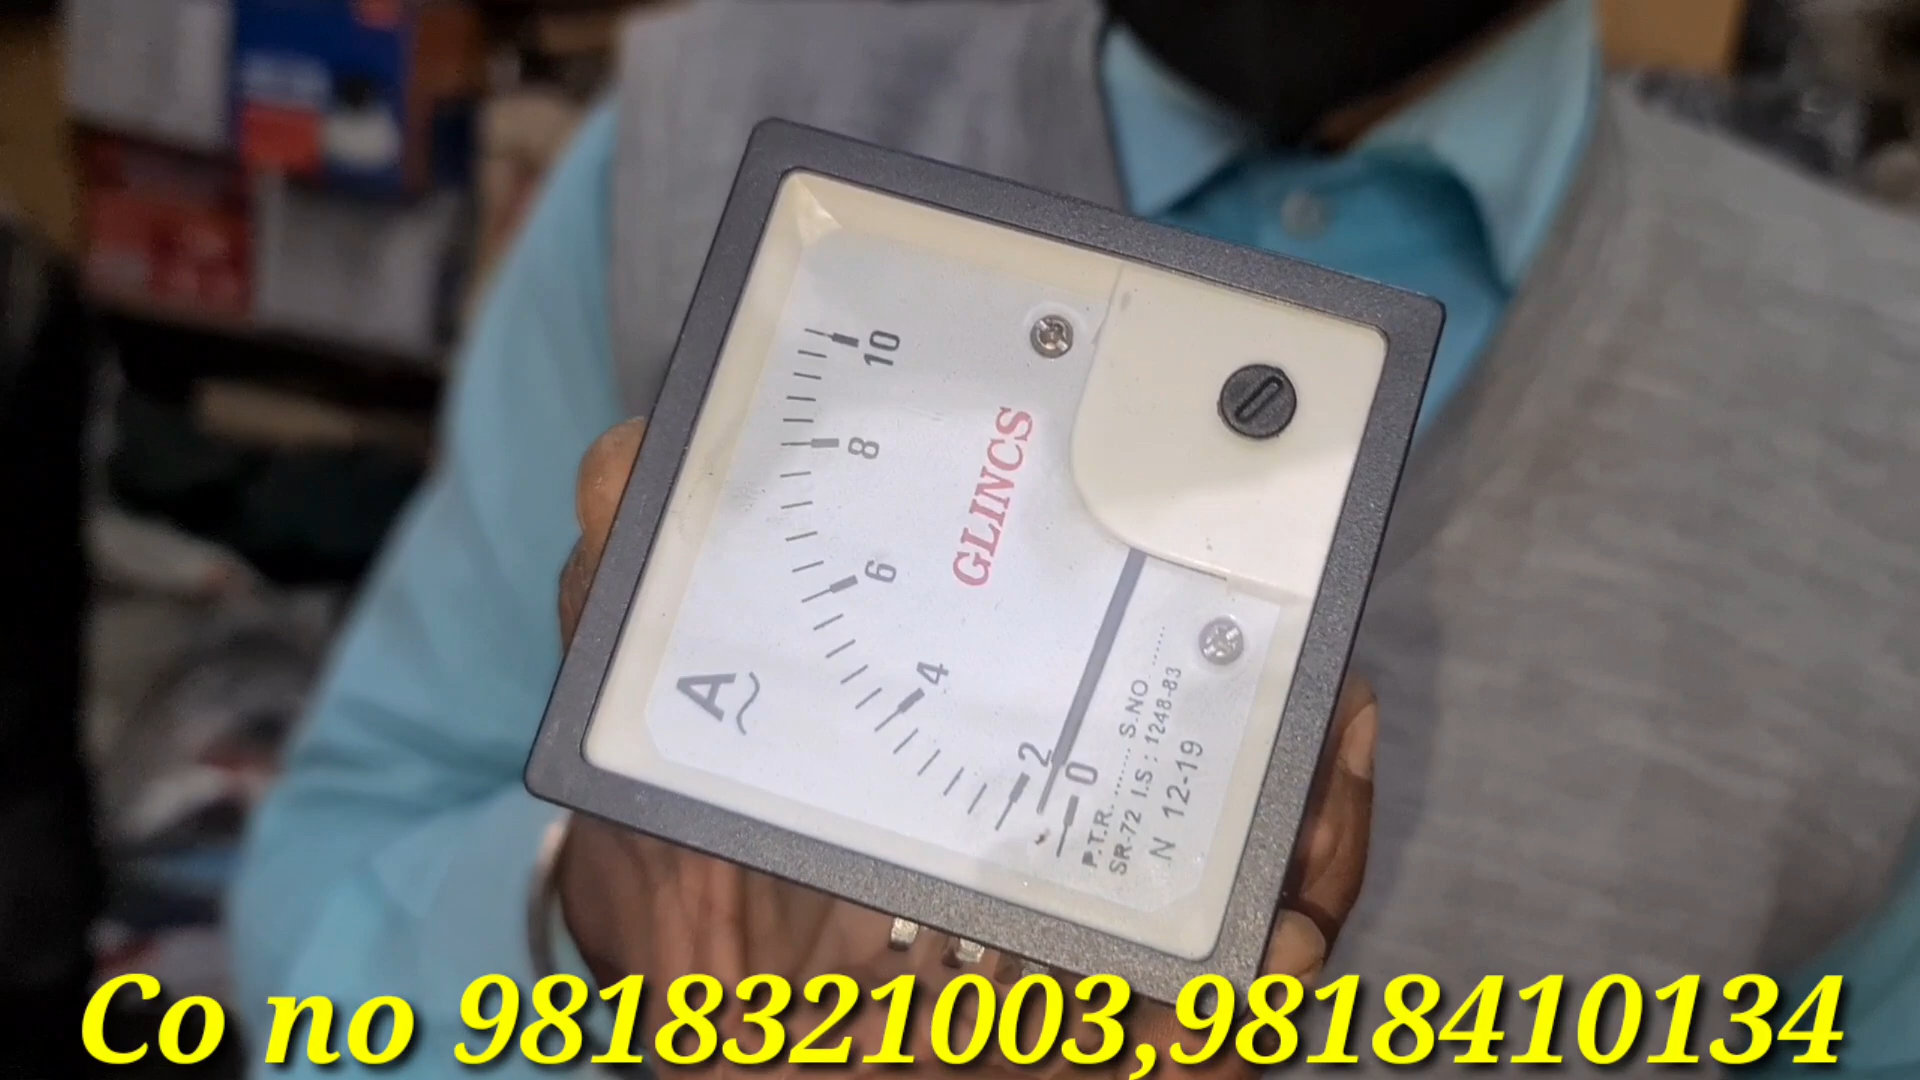 10
8
6
4
2
0
A
GLINCS
P.T.R. ........ S.NO. ......
SR-72 I.S : 1248-83
N 12-19
Co no 9818321003,9818410134